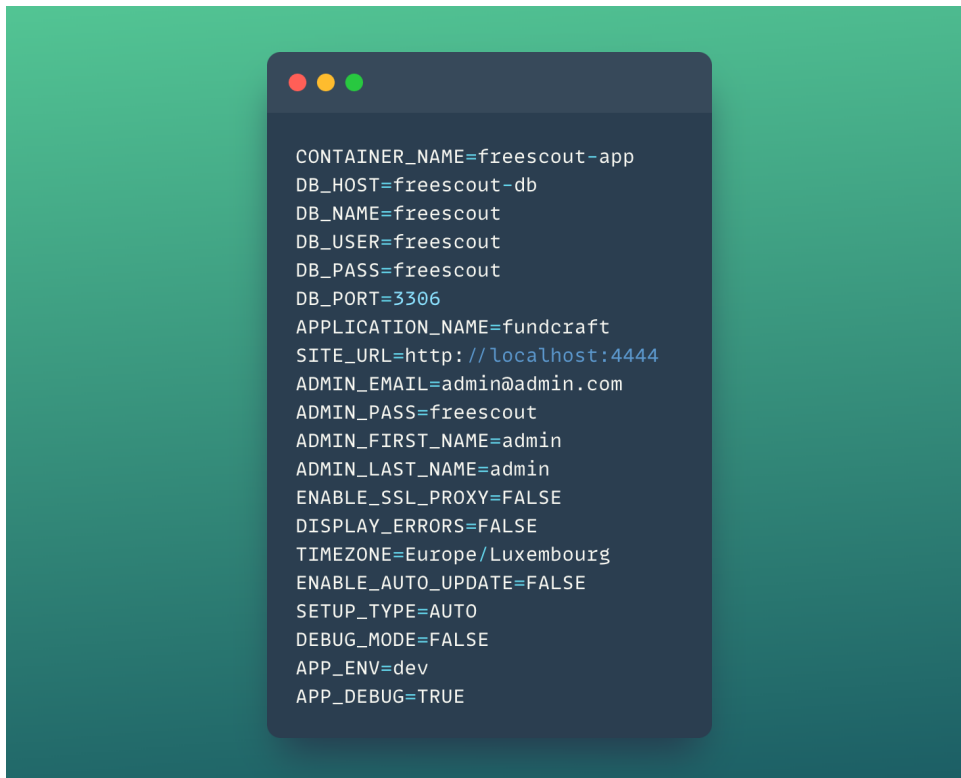 CONTAINER_NAME=freescout-app
DB_HOST=freescout-db
DB_NAME=freescout
DB_USER=freescout
DB_PASS=freescout
DB_PORT=3306
APPLICATION_NAME=fundcraft
SITE_URL=http://localhost:4444
ADMIN_EMAIL=admin@admin.com
ADMIN_PASS=freescout
ADMIN_FIRST_NAME=admin
ADMIN_LAST_NAME=admin
ENABLE_SSL_PROXY=FALSE
DISPLAY_ERRORS=FALSE
TIMEZONE=Europe/Luxembourg
ENABLE_AUTO_UPDATE=FALSE
SETUP_TYPE=AUTO
DEBUG_MODE=FALSE
APP_ENV=dev
APP_DEBUG=TRUE